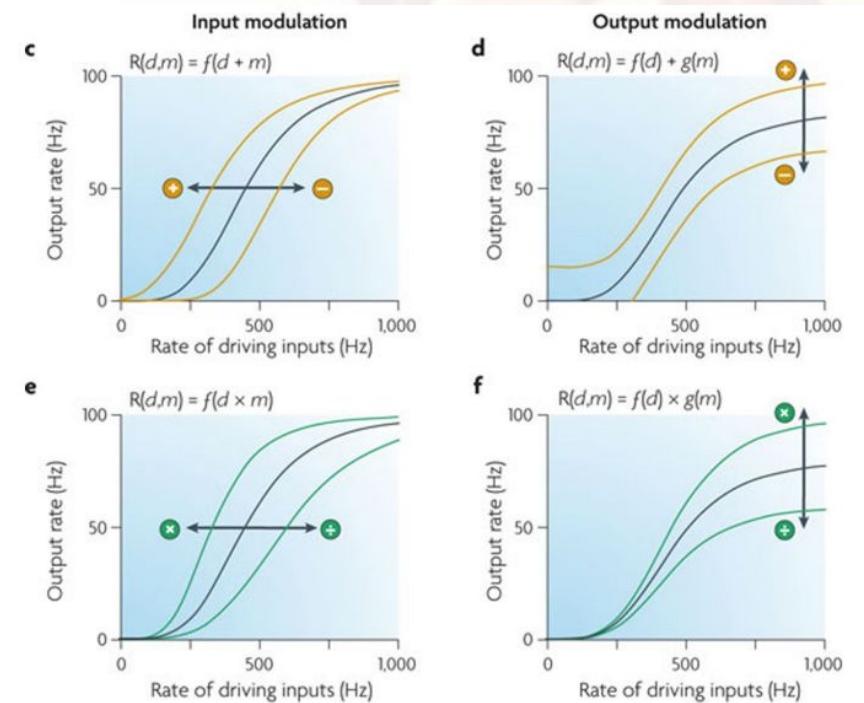 Input modulation
Output modulation
c
R(d,m) = f(d + m)
100
50
0
Output rate (Hz)
+
−
0
500
1,000
Rate of driving inputs (Hz)
d
R(d,m) = f(d) + g(m)
100
50
0
Output rate (Hz)
+
−
0
500
1,000
Rate of driving inputs (Hz)
e
R(d,m) = f(d × m)
100
50
0
Output rate (Hz)
×
÷
0
500
1,000
Rate of driving inputs (Hz)
f
R(d,m) = f(d) × g(m)
100
50
0
Output rate (Hz)
×
÷
0
500
1,000
Rate of driving inputs (Hz)